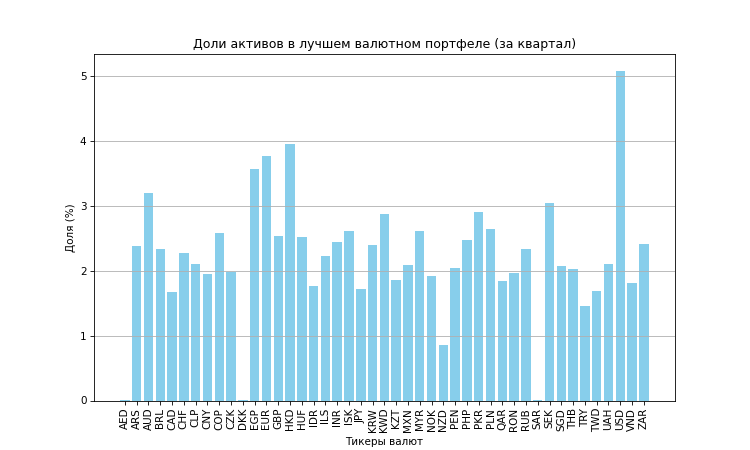 Доли активов в лучшем валютном портфеле (за квартал)
Доля (%)
5
4
3
2
1
0
AED ARS AUD BRL CAD CHF CLP CNY COP CZK DKK EGP EUR GBP HKD HUF IDR ILS INR ISK JPY KRW KWD KZT MXN MYR NOK NZD PEN PHP PKR PLN QAR RON RUB SAR SEK SGD THB TRY TWD UAH USD VND ZAR
Тикеры валют